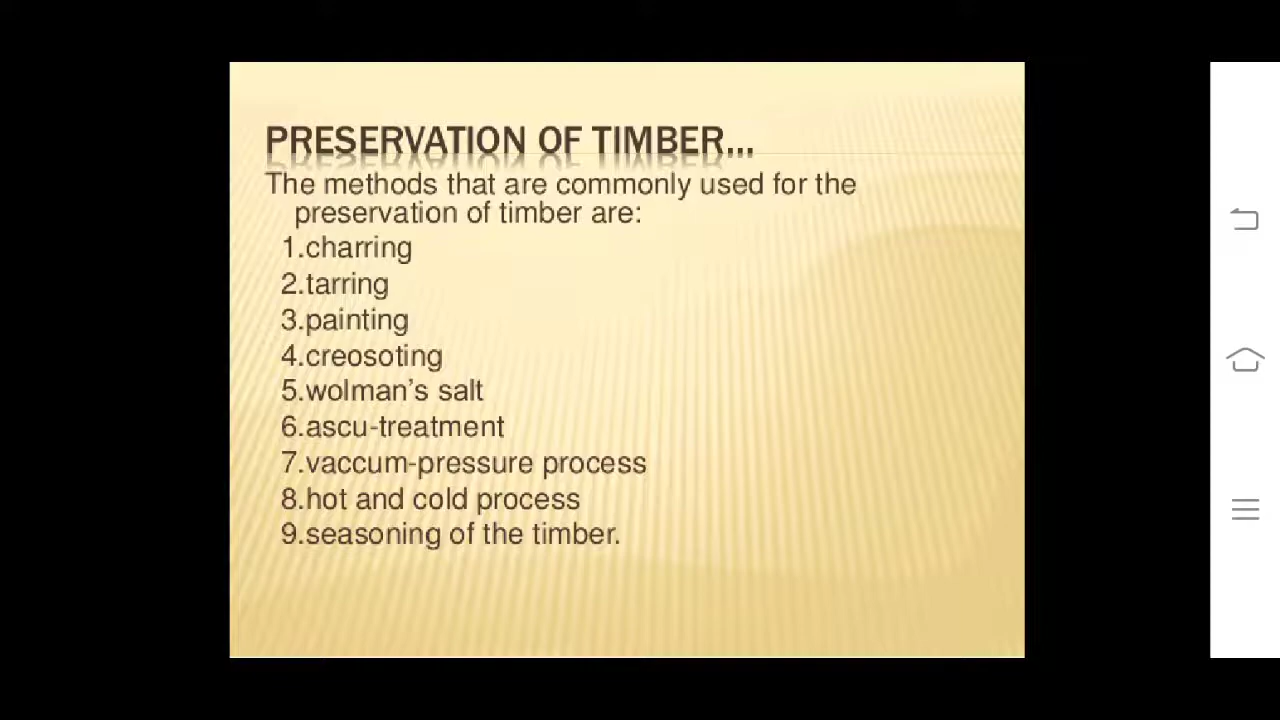 PRESERVATION OF TIMBER...
The methods that are commonly used for the
preservation of timber are:
1.charring
2.tarring
3.painting
4.creosoting
5.wolman’s salt
6.ascu-treatment
7.vaccum-pressure process
8.hot and cold process
9.seasoning of the timber.